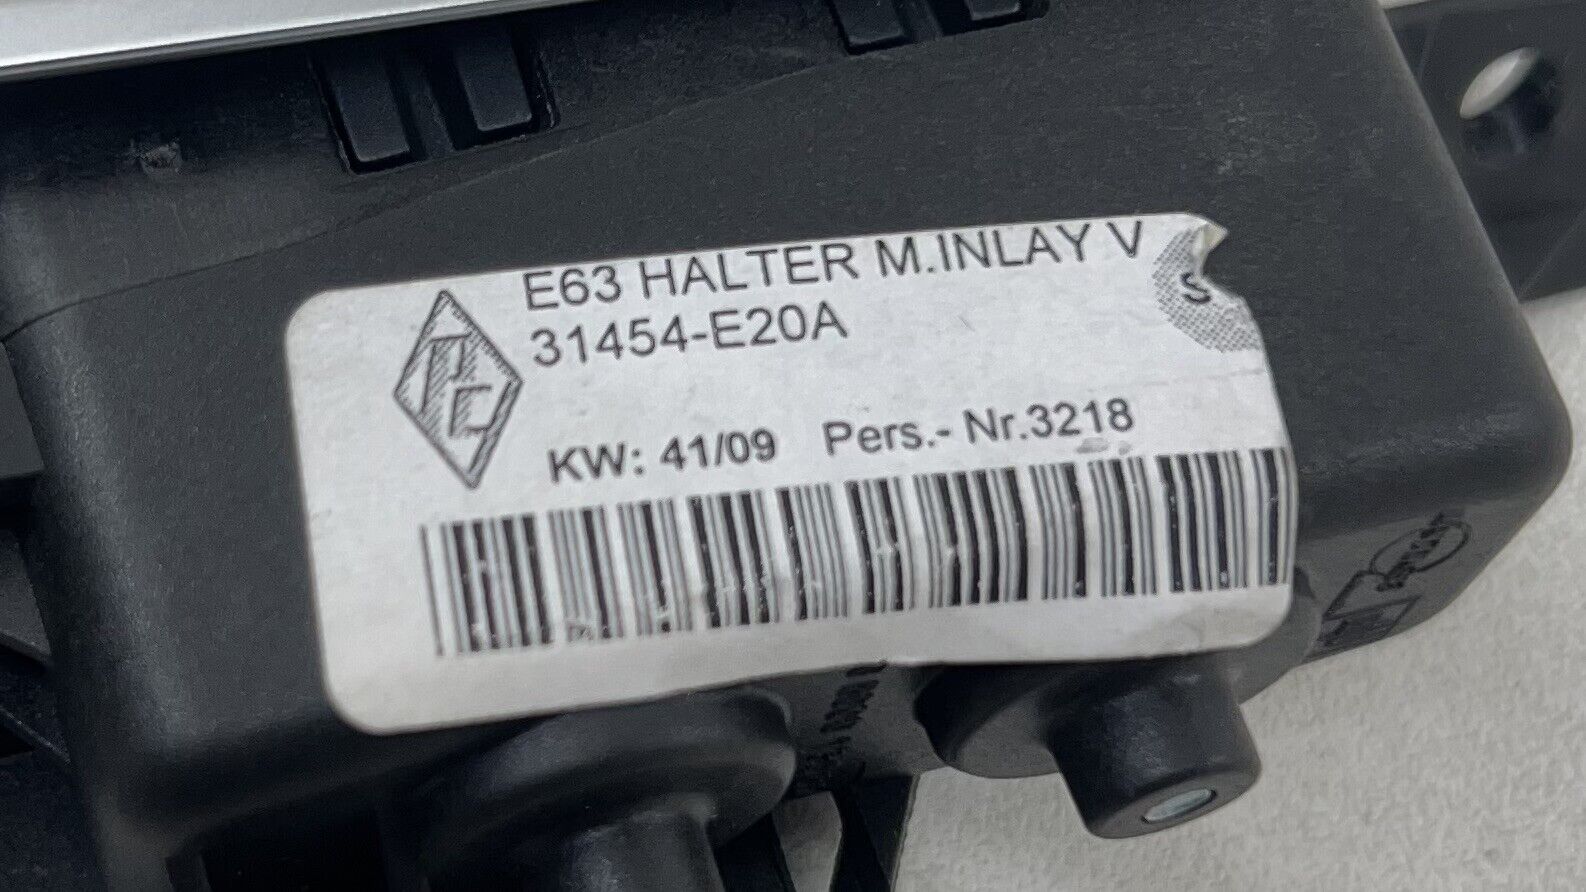 E63 HALTER M.INLAY V
S
31454-E20A
KW: 41/09 Pers.- Nr.3218